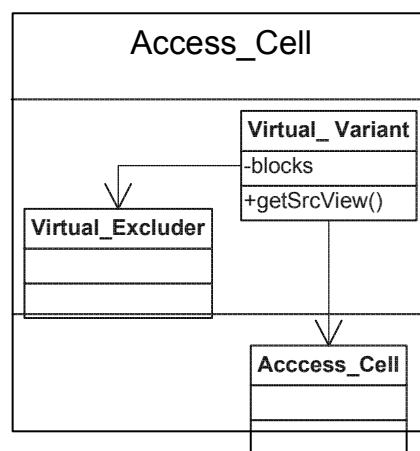 Access_Cell
Virtual_ Variant
-blocks
+getSrcView()
Virtual_Excluder
Acccess_Cell